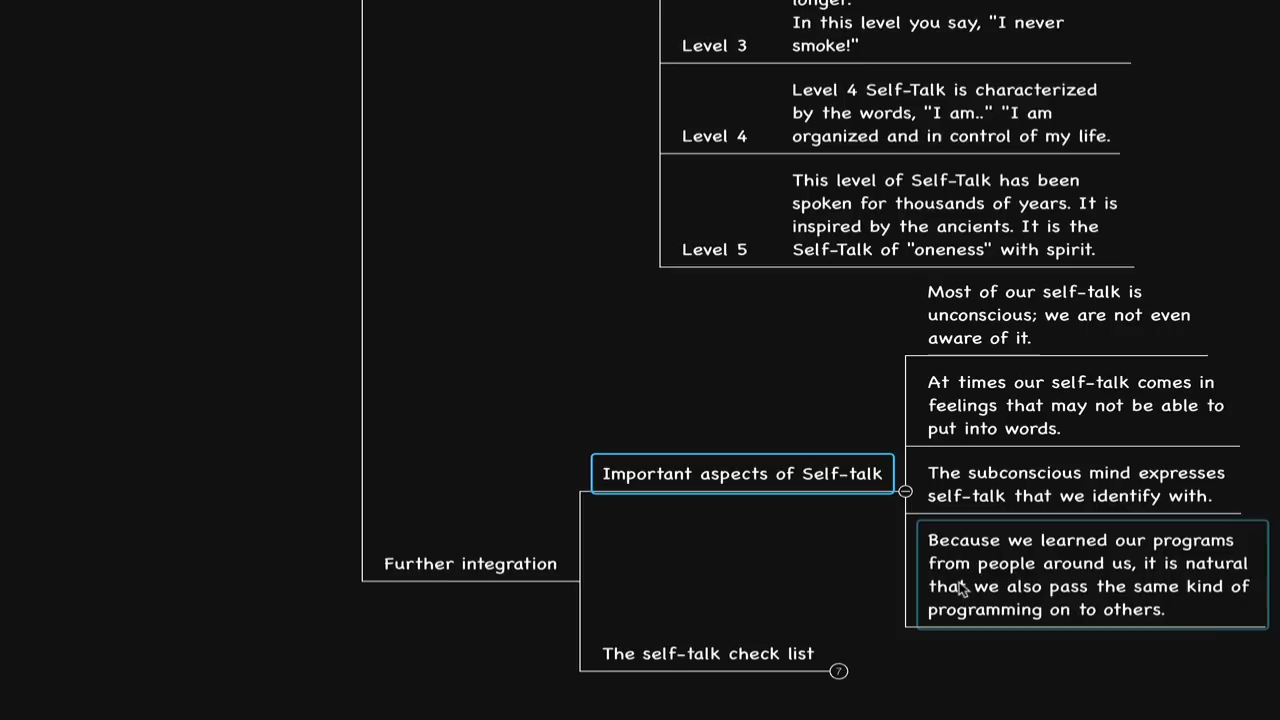 longer.
In this level you say, "I never
smoke!"
Level 3
Level 4 Self-Talk is characterized
by the words, "I am.." "I am
organized and in control of my life.
Level 4
This level of Self-Talk has been
spoken for thousands of years. It is
inspired by the ancients. It is the
Self-Talk of "oneness" with spirit.
Level 5
Most of our self-talk is
unconscious; we are not even
aware of it.
At times our self-talk comes in
feelings that may not be able to
put into words.
Important aspects of Self-talk
The subconscious mind expresses
self-talk that we identify with.
Because we learned our programs
from people around us, it is natural
that we also pass the same kind of
programming on to others.
Further integration
The self-talk check list
7